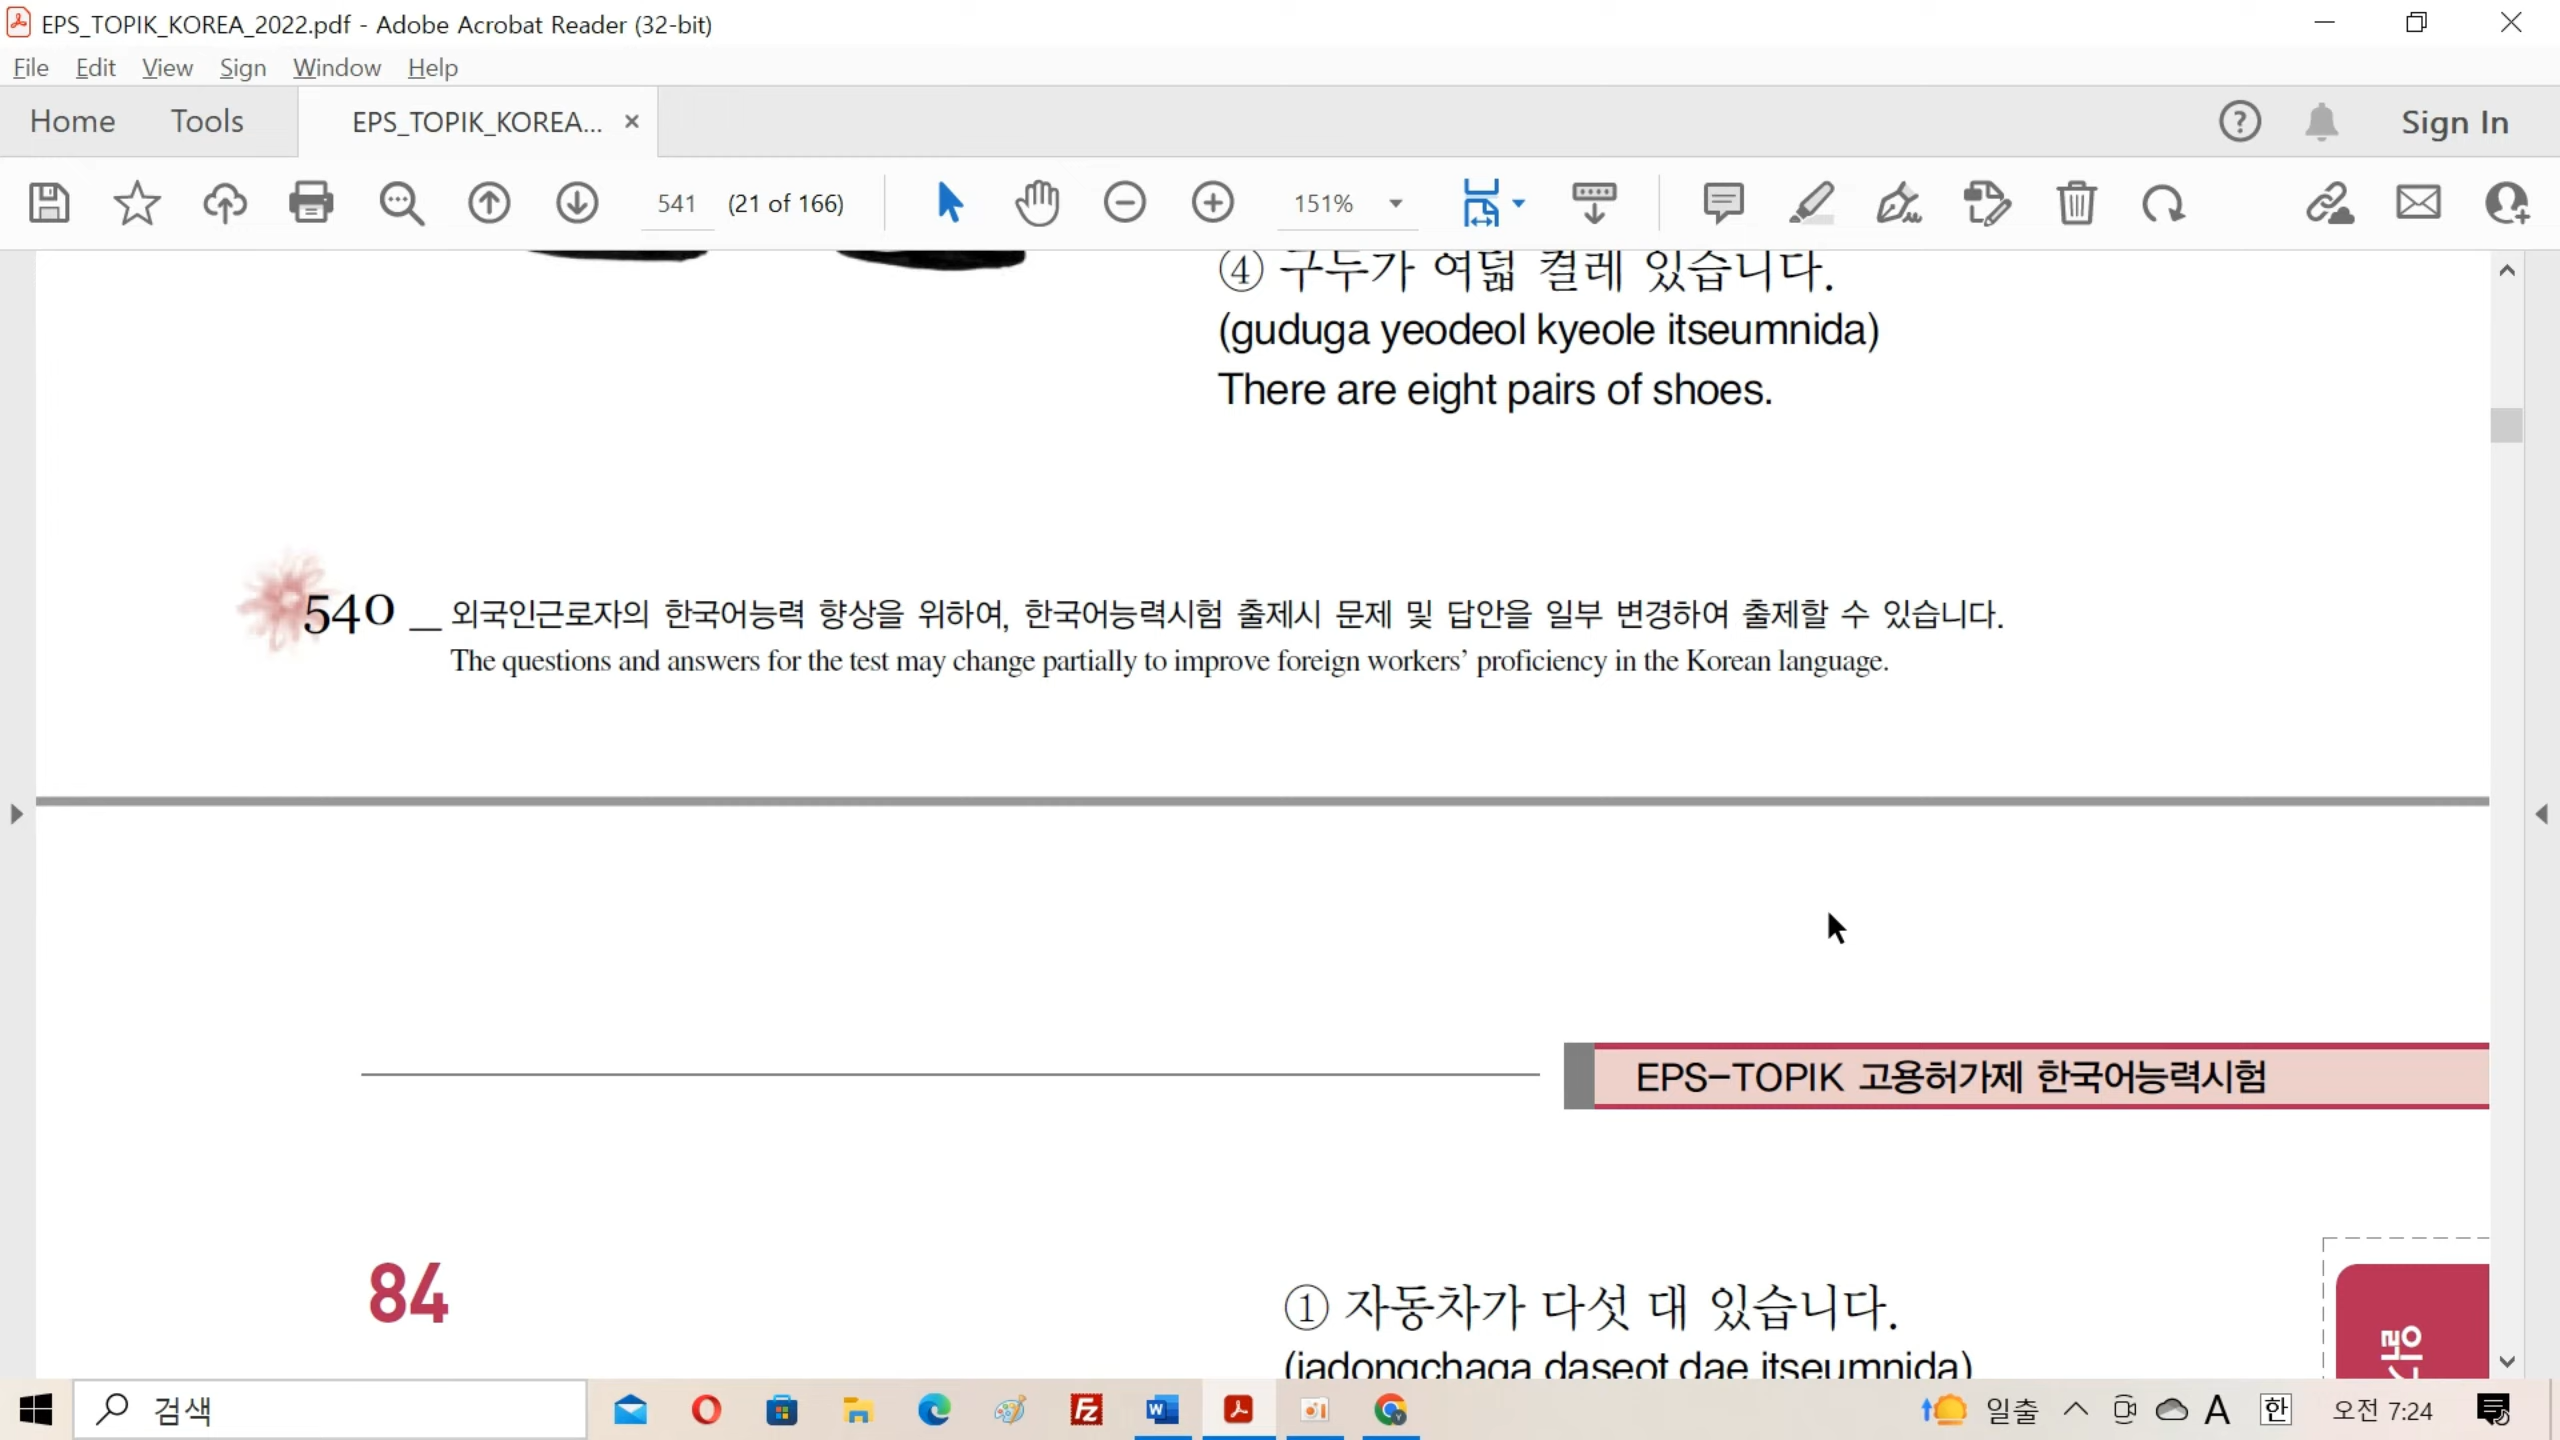 EPS_TOPIK_KOREA_2022.pdf - Adobe Acrobat Reader (32-bit)
File Edit View Sign Window Help
Home Tools EPS_TOPIK_KOREA... × Sign In
541 (21 of 166) 151%
④ 구두가 여덟 켤레 있습니다.
(guduga yeodeol kyeole itseumnida)
There are eight pairs of shoes.
540 __ 외국인근로자의 한국어능력 향상을 위하여, 한국어능력시험 출제시 문제 및 답안을 일부 변경하여 출제할 수 있습니다.
The questions and answers for the test may change partially to improve foreign workers' proficiency in the Korean language.
EPS-TOPIK 고용허가제 한국어능력시험
84
① 자동차가 다섯 대 있습니다.
(jadongchaga daseot dae itseumnida)
검색 일출 A 한 오전 7:24